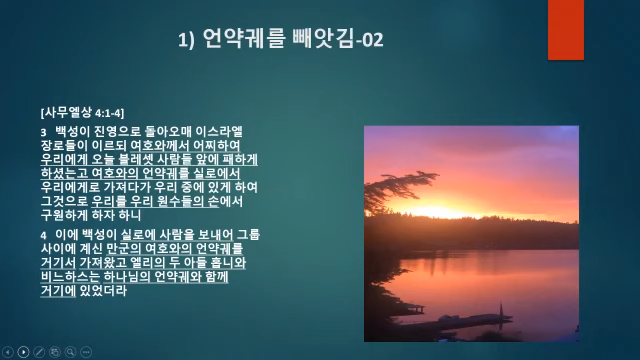 1) 언약궤를 빼앗김-02
[사무엘상 4:1-4]
3 백성이 진영으로 돌아오매 이스라엘
장로들이 이르되 여호와께서 어찌하여
우리에게 오늘 블레셋 사람들 앞에 패하게
하셨는고 여호와의 언약궤를 실로에서
우리에게로 가져다가 우리 중에 있게 하여
그것으로 우리를 우리 원수들의 손에서
구원하게 하자 하니
4 이에 백성이 실로에 사람을 보내어 그룹
사이에 계신 만군의 여호와의 언약궤를
거기서 가져왔고 엘리의 두 아들 홉니와
비느하스는 하나님의 언약궤와 함께
거기에 있었더라